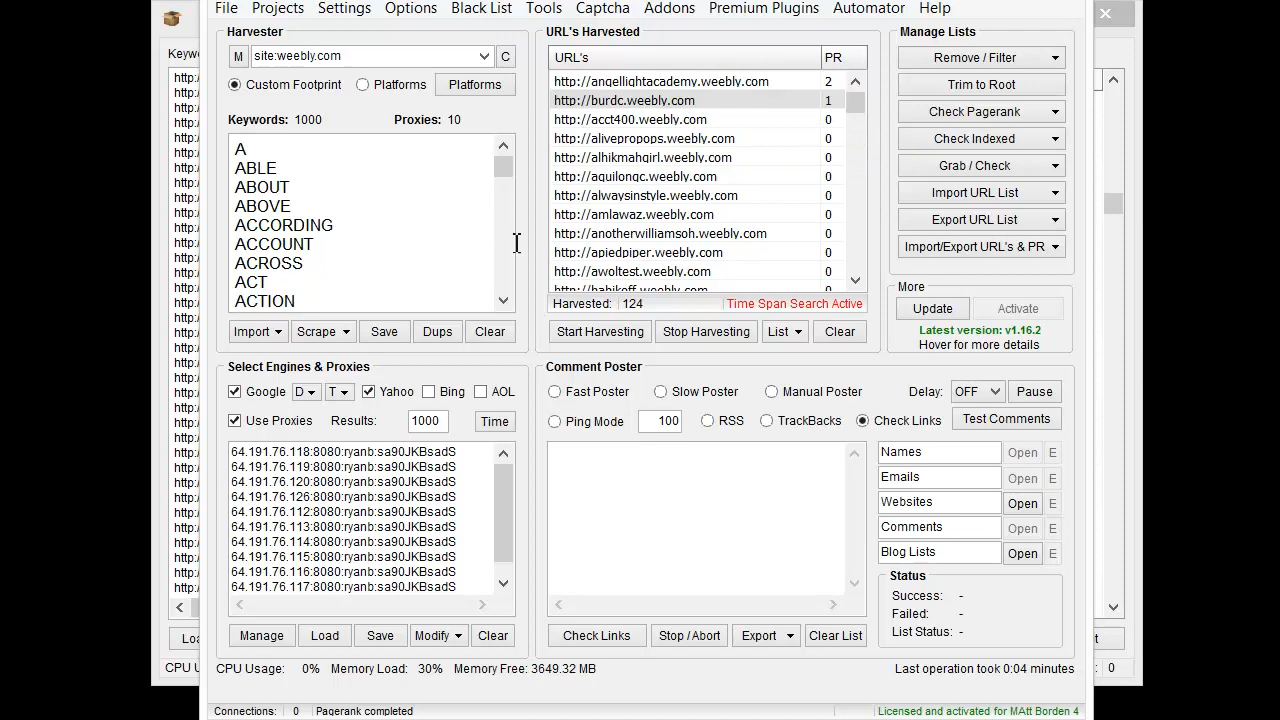 File Projects Settings Options Black List Tools Captcha Addons Premium Plugins Automator Help
Harvester
M site:weebly.com C
Custom Footprint Platforms Platforms
Keywords: 1000 Proxies: 10
A
ABLE
ABOUT
ABOVE
ACCORDING
ACCOUNT
ACROSS
ACT
ACTION
Import Scrape Save Dups Clear
URL's Harvested
URL's PR
http://angellightacademy.weebly.com 2
http://burdc.weebly.com 1
http://acct400.weebly.com 0
http://alivepropops.weebly.com 0
http://alhikmahgirl.weebly.com 0
http://aquilonqc.weebly.com 0
http://alwaysinstyle.weebly.com 0
http://amlawaz.weebly.com 0
http://anotherwilliamsoh.weebly.com 0
http://apiedpiper.weebly.com 0
http://awoltest.weebly.com 0
Harvested: 124 Time Span Search Active
Start Harvesting Stop Harvesting List Clear
Manage Lists
Remove / Filter
Trim to Root
Check Pagerank
Check Indexed
Grab / Check
Import URL List
Export URL List
Import/Export URL's & PR
More
Update Activate
Latest version: v1.16.2
Hover for more details
Select Engines & Proxies
Google D T Yahoo Bing AOL
Use Proxies Results: 1000 Time
64.191.76.118:8080:ryanb:sa90JKBsadS
64.191.76.119:8080:ryanb:sa90JKBsadS
64.191.76.120:8080:ryanb:sa90JKBsadS
64.191.76.126:8080:ryanb:sa90JKBsadS
64.191.76.112:8080:ryanb:sa90JKBsadS
64.191.76.113:8080:ryanb:sa90JKBsadS
64.191.76.114:8080:ryanb:sa90JKBsadS
64.191.76.115:8080:ryanb:sa90JKBsadS
64.191.76.116:8080:ryanb:sa90JKBsadS
64.191.76.117:8080:ryanb:sa90JKBsadS
Manage Load Save Modify Clear
Comment Poster
Fast Poster Slow Poster Manual Poster Delay: OFF Pause
Ping Mode 100 RSS TrackBacks Check Links Test Comments
Names Open E
Emails Open E
Websites Open E
Comments Open E
Blog Lists Open E
Status
Success: -
Failed: -
List Status: -
Check Links Stop / Abort Export Clear List
CPU Usage: 0% Memory Load: 30% Memory Free: 3649.32 MB Last operation took 0:04 minutes
Connections: 0 Pagerank completed Licensed and activated for MAtt Borden 4